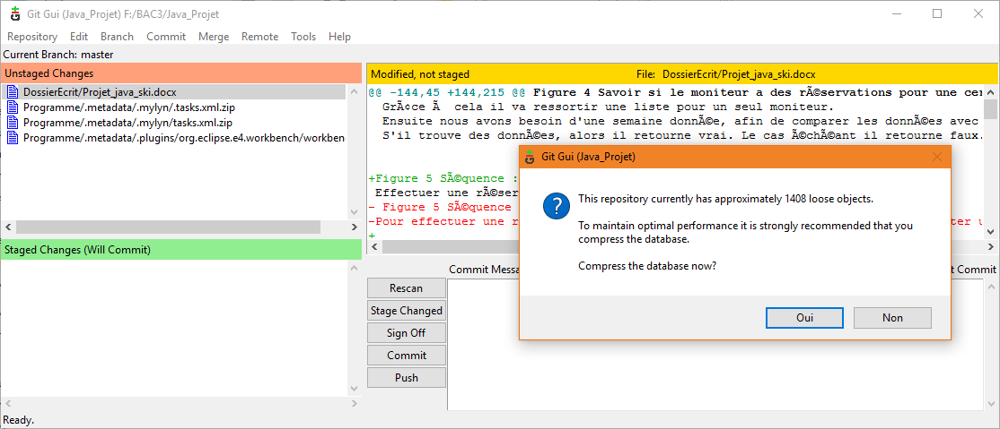 Git Gui (Java_Projet) F:/BAC3/Java_Projet
Repository Edit Branch Commit Merge Remote Tools Help
Current Branch: master
Unstaged Changes
DossierEcrit/Projet_java_ski.docx
Programme/.metadata/.mylyn/.tasks.xml.zip
Programme/.metadata/.mylyn/tasks.xml.zip
Programme/.metadata/.plugins/org.eclipse.e4.workbench/workben
Staged Changes (Will Commit)
Modified, not staged File: DossierEcrit/Projet_java_ski.docx
@@ -144,45 +144,215 @@ Figure 4 Savoir si le moniteur a des rÃ©servations pour une cer
GrÃ¢ce Ã  cela il va ressortir une liste pour un seul moniteur.
Ensuite nous avons besoin d'une semaine donnÃ©e, afin de comparer les donnÃ©es avec
S'il trouve des donnÃ©es, alors il retourne vrai. Le cas Ã©chÃ©ant il retourne faux.
+Figure 5 SÃ©quence :
Effectuer une rÃ©ser
- Figure 5 SÃ©quence
-Pour effectuer une r
+
Commit Messa
t Commit
Rescan
Stage Changed
Sign Off
Commit
Push
Git Gui (Java_Projet)
This repository currently has approximately 1408 loose objects.
To maintain optimal performance it is strongly recommended that you
compress the database.
Compress the database now?
Oui Non
Ready.